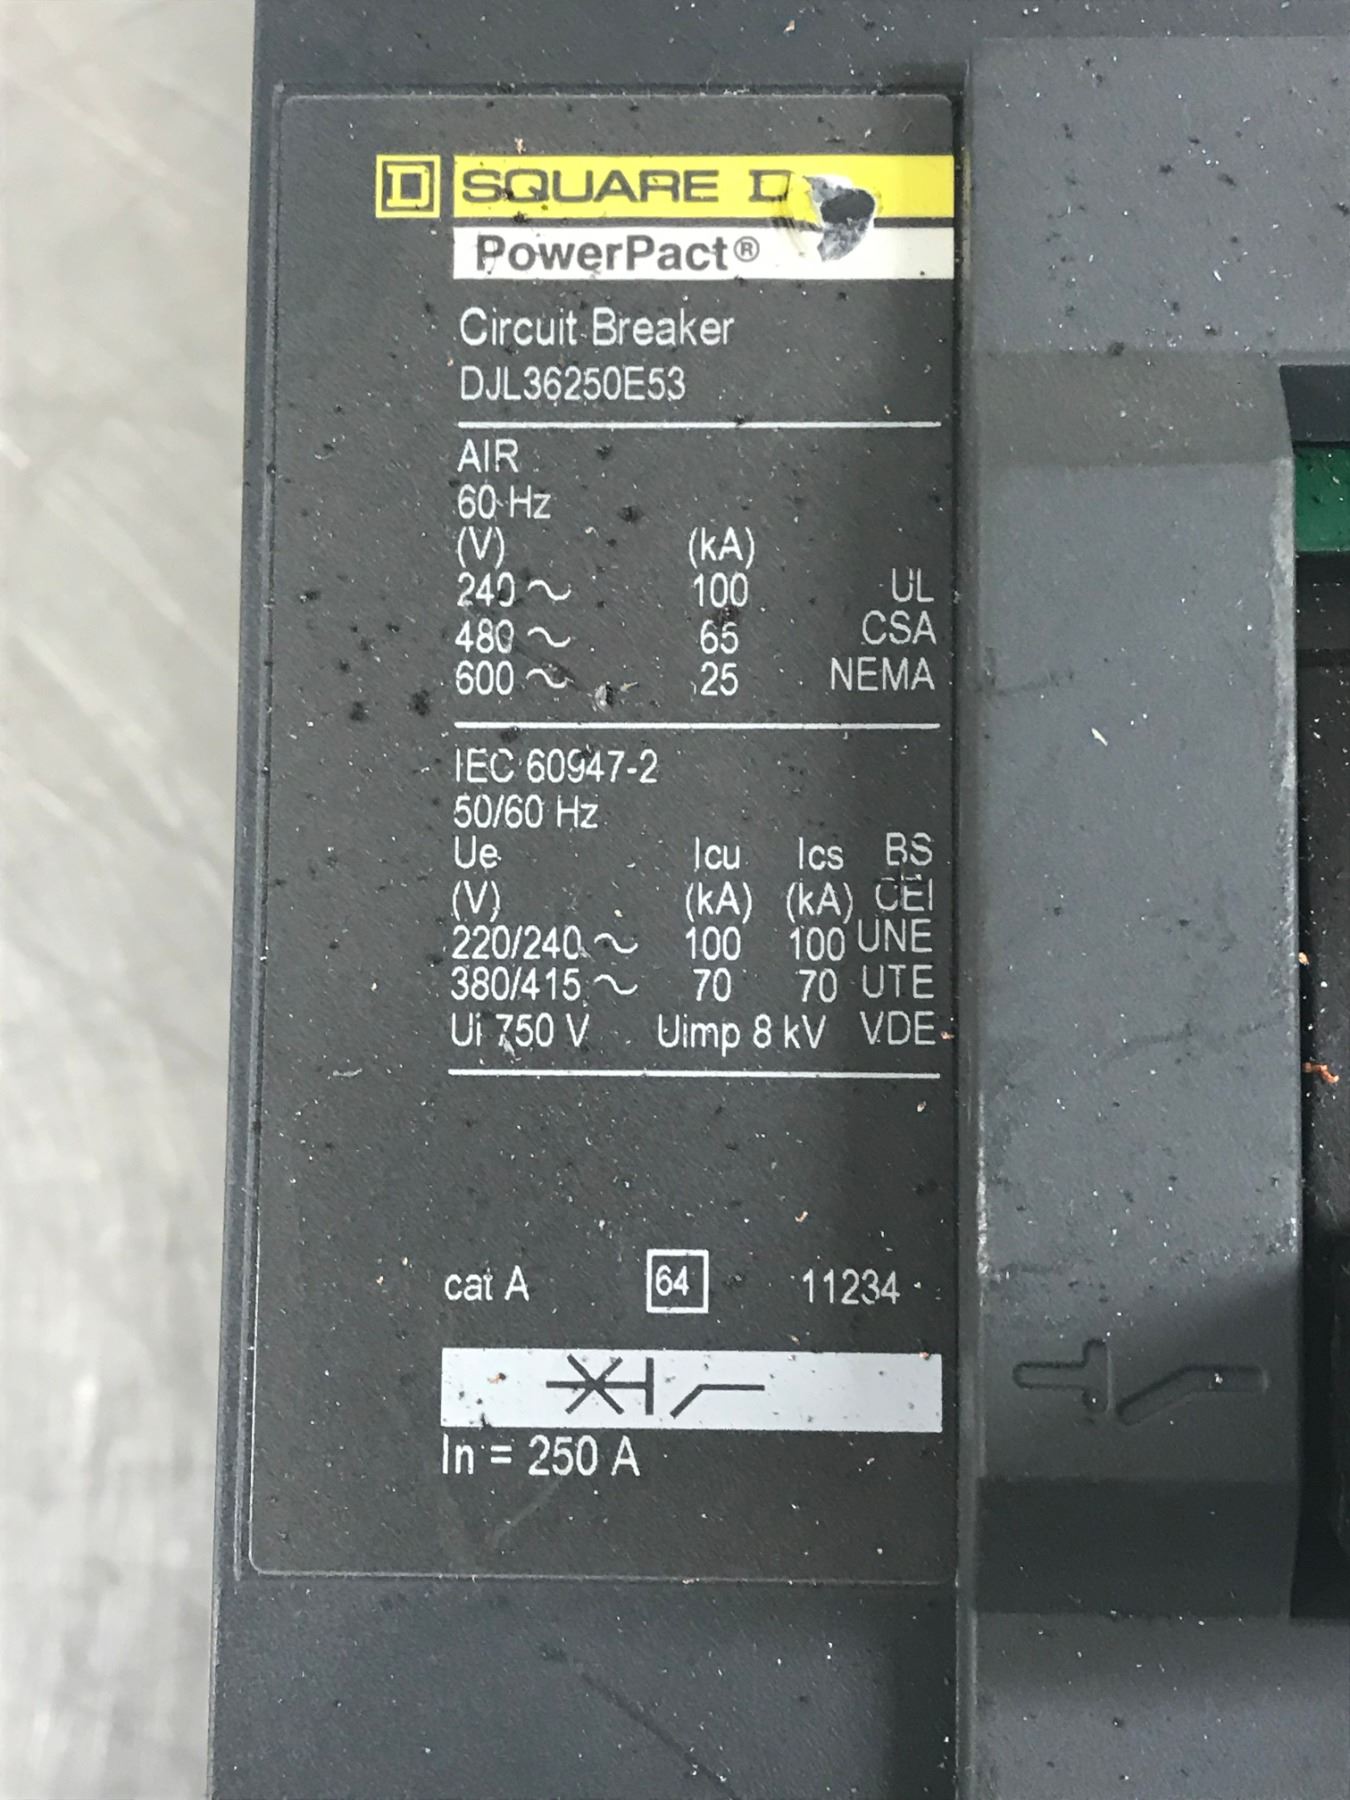 D SQUARE D
PowerPact®
Circuit Breaker
DJL36250E53
AIR
60 Hz
(V) (kA)
240 ~ 100 UL
480 ~ 65 CSA
600 ~ 25 NEMA
IEC 60947-2
50/60 Hz
Ue Icu Ics BS
(V) (kA) (kA) CEI
220/240 ~ 100 100 UNE
380/415 ~ 70 70 UTE
Ui 750 V Uimp 8 kV VDE
cat A 64 11234
In = 250 A